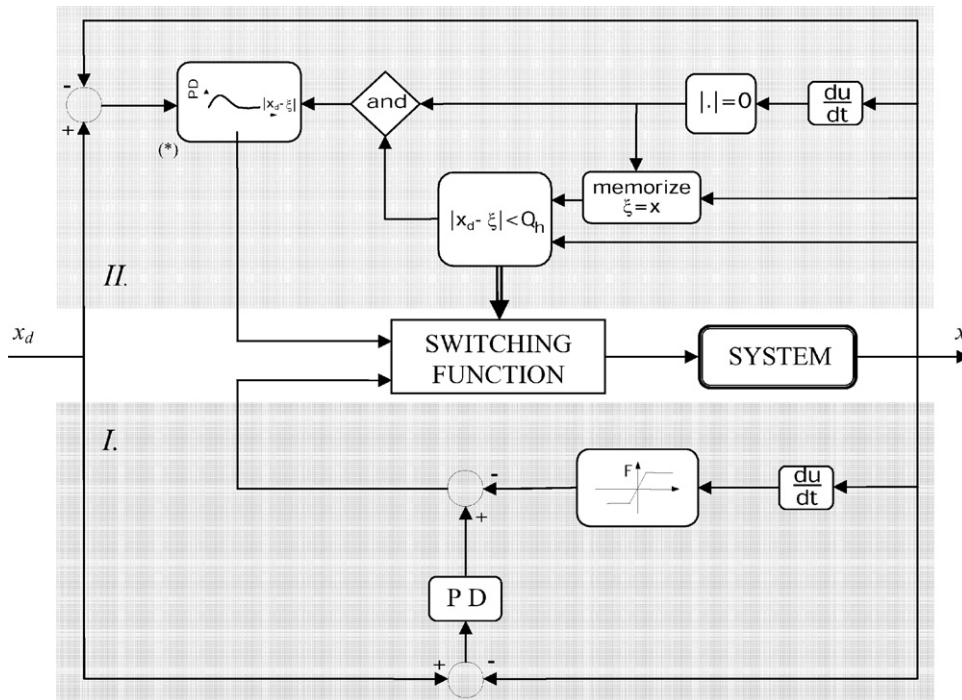 -
+
PD
|x_d-ξ|
(*)
and
|.|=0
du
dt
memorize
ξ=x
|x_d- ξ|<Q_h
II.
x_d
SWITCHING
FUNCTION
SYSTEM
x
I.
-
+
F
du
dt
P D
+
-